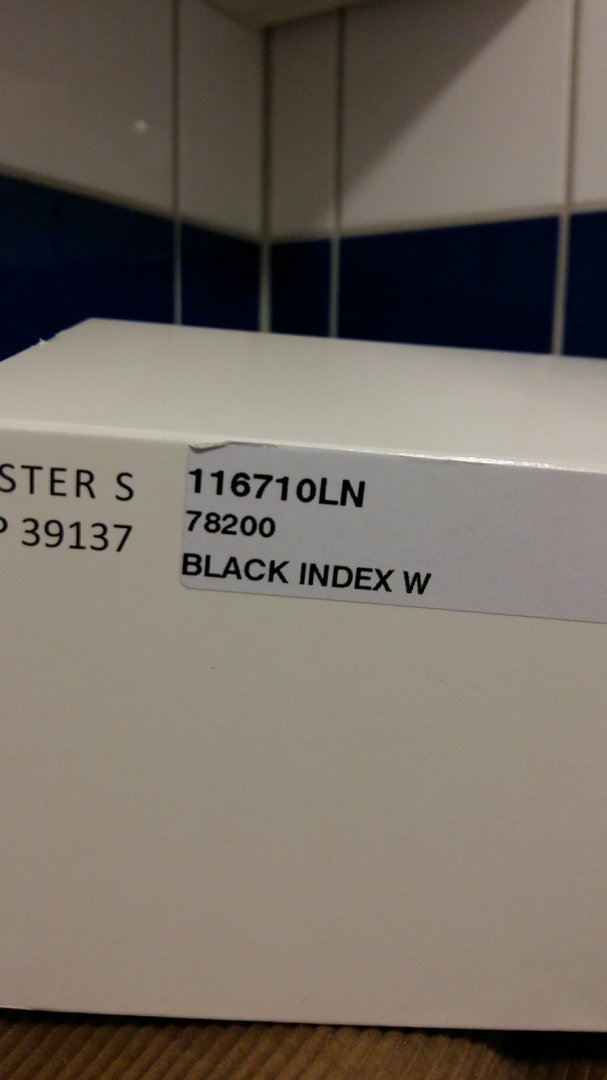 STER S
P 39137
116710LN
78200
BLACK INDEX W